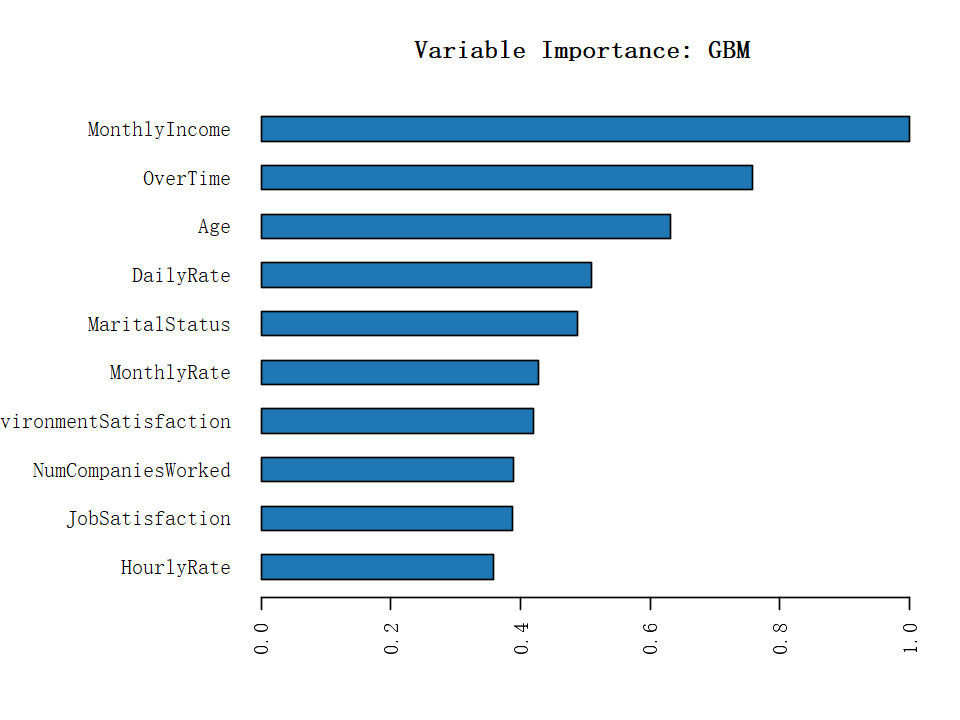 Variable Importance: GBM
MonthlyIncome
OverTime
Age
DailyRate
MaritalStatus
MonthlyRate
vironmentSatisfaction
NumCompaniesWorked
JobSatisfaction
HourlyRate
0.0 0.2 0.4 0.6 0.8 1.0